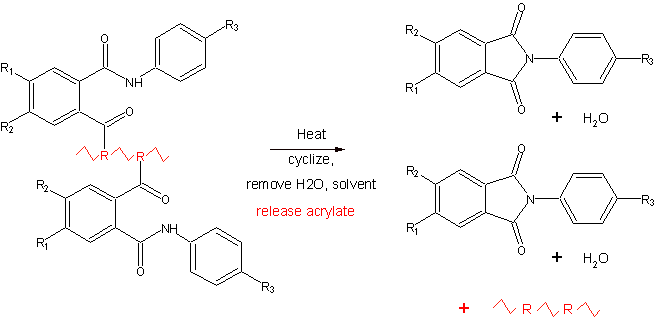 R3
O
NH
R1
R2
O
R R
O
R2
R1
NH
O
R3
Heat
cyclize,
remove H2O, solvent
release acrylate
O
R2
N
R3
R1
O
+ H2O
O
R2
N
R3
R1
O
+ H2O
+ R R